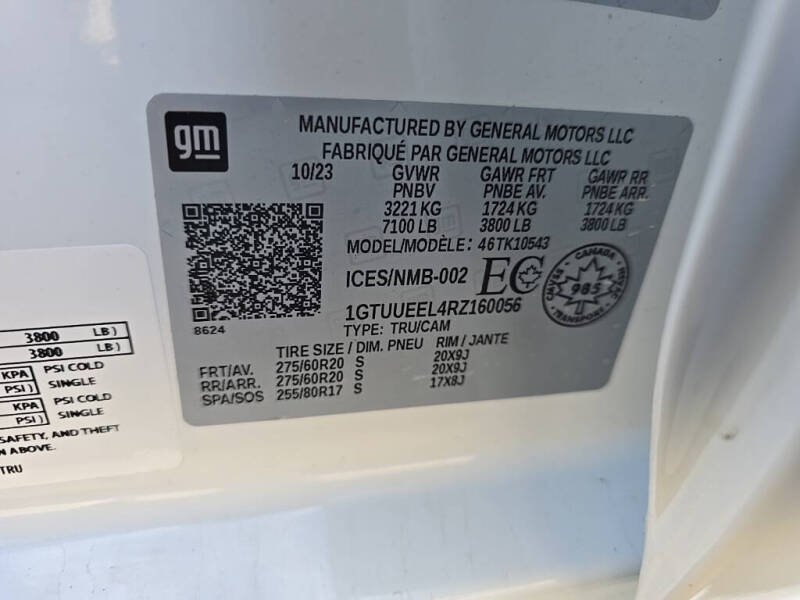 gm
MANUFACTURED BY GENERAL MOTORS LLC
FABRIQUÉ PAR GENERAL MOTORS LLC
10/23 GVWR GAWR FRT GAWR RR
PNBV PNBE AV. PNBE ARR.
3221 KG 1724 KG 1724 KG
7100 LB 3800 LB 3800 LB
MODEL/MODÈLE: 46TK10543
ICES/NMB-002 EC
CANADA
985
TRANSPORT
1GTUUEEL4RZ160056
8624
TYPE: TRU/CAM
TIRE SIZE / DIM. PNEU RIM / JANTE
FRT/AV. 275/60R20 S 20X9J
RR/ARR. 275/60R20 S 20X9J
SPA/SOS 255/80R17 S 17X8J
3800 LB)
3800 LB)
KPA PSI COLD
PSI) SINGLE
KPA PSI COLD
PSI) SINGLE
SAFETY, AND THEFT
N ABOVE.
TRU